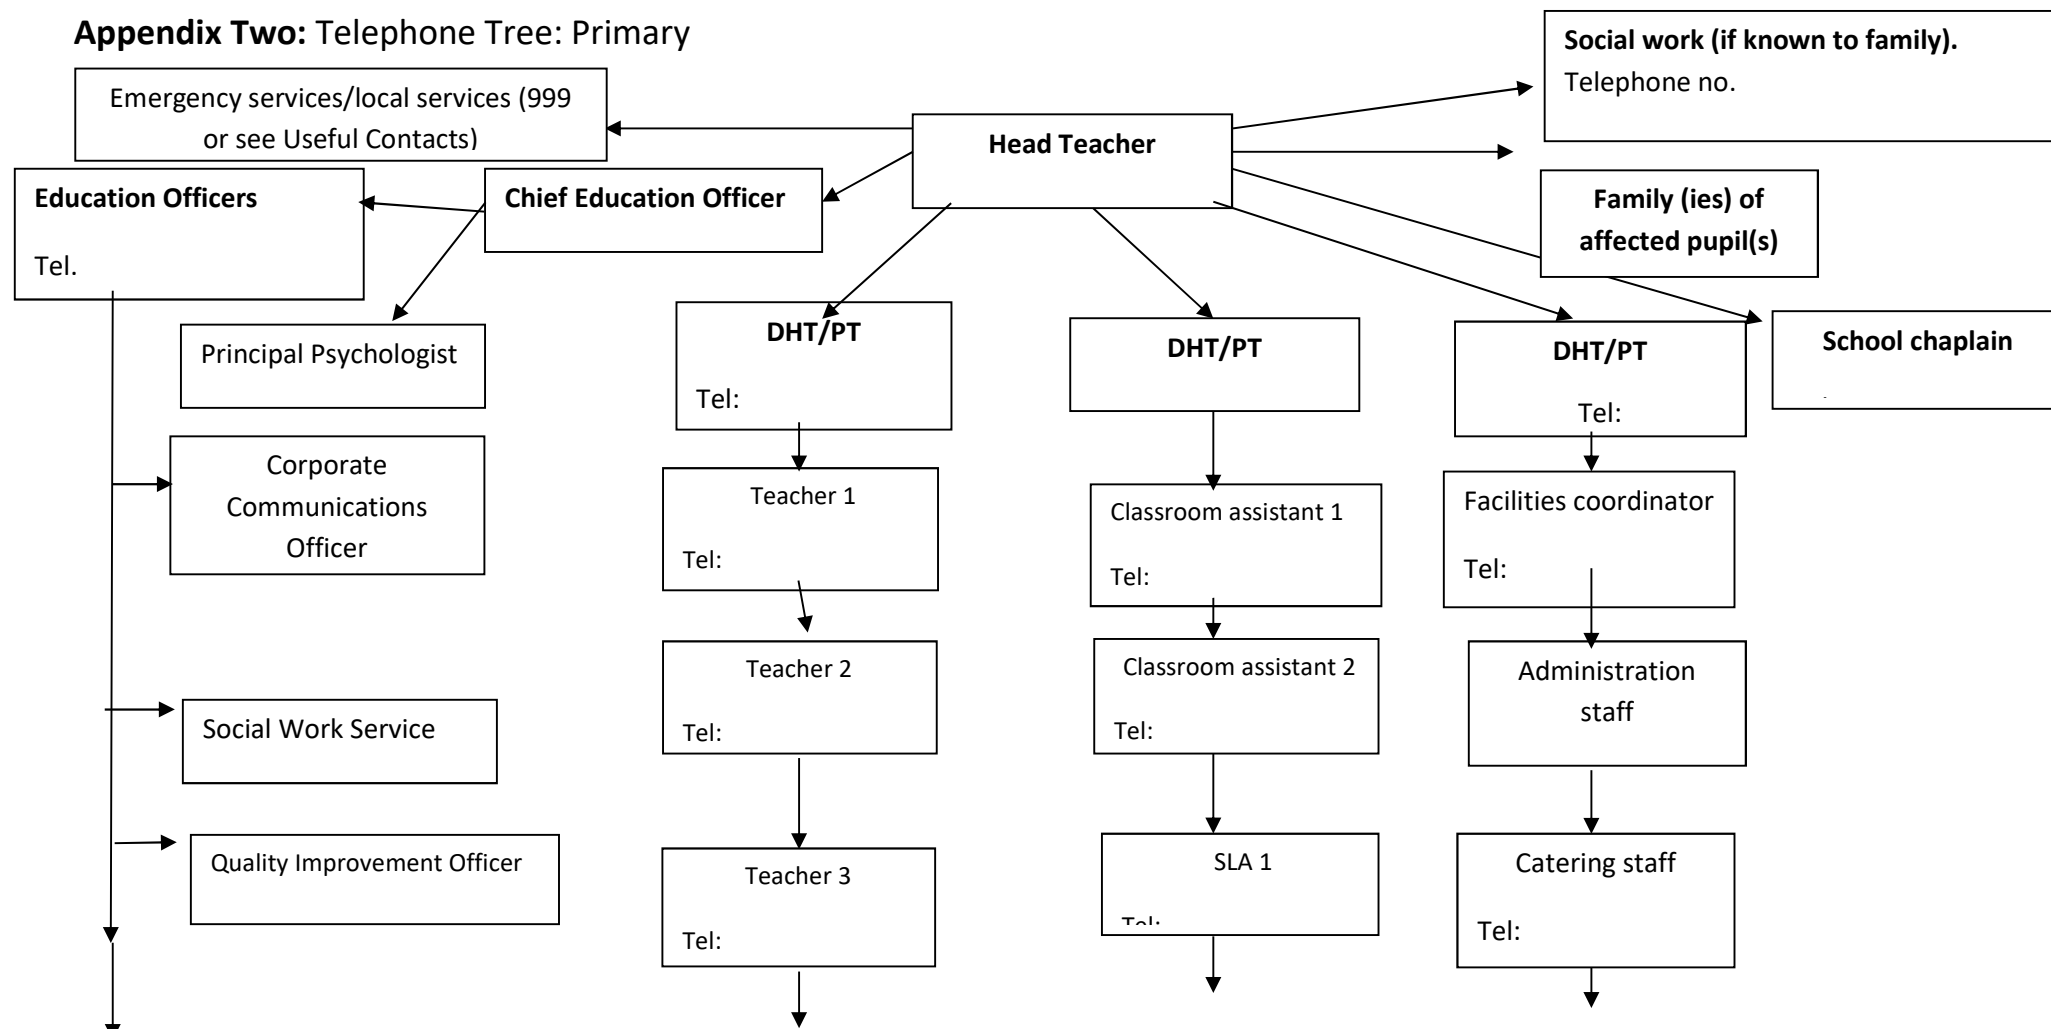 Appendix Two: Telephone Tree: Primary
Social work (if known to family).
Telephone no.
Emergency services/local services (999
or see Useful Contacts)
Head Teacher
Education Officers
Tel.
Chief Education Officer
Family (ies) of
affected pupil(s)
Principal Psychologist
DHT/PT
Tel:
DHT/PT
DHT/PT
Tel:
School chaplain
Corporate
Communications
Officer
Teacher 1
Tel:
Classroom assistant 1
Tel:
Facilities coordinator
Tel:
Social Work Service
Teacher 2
Tel:
Classroom assistant 2
Tel:
Administration
staff
Quality Improvement Officer
Teacher 3
Tel:
SLA 1
Tel:
Catering staff
Tel: